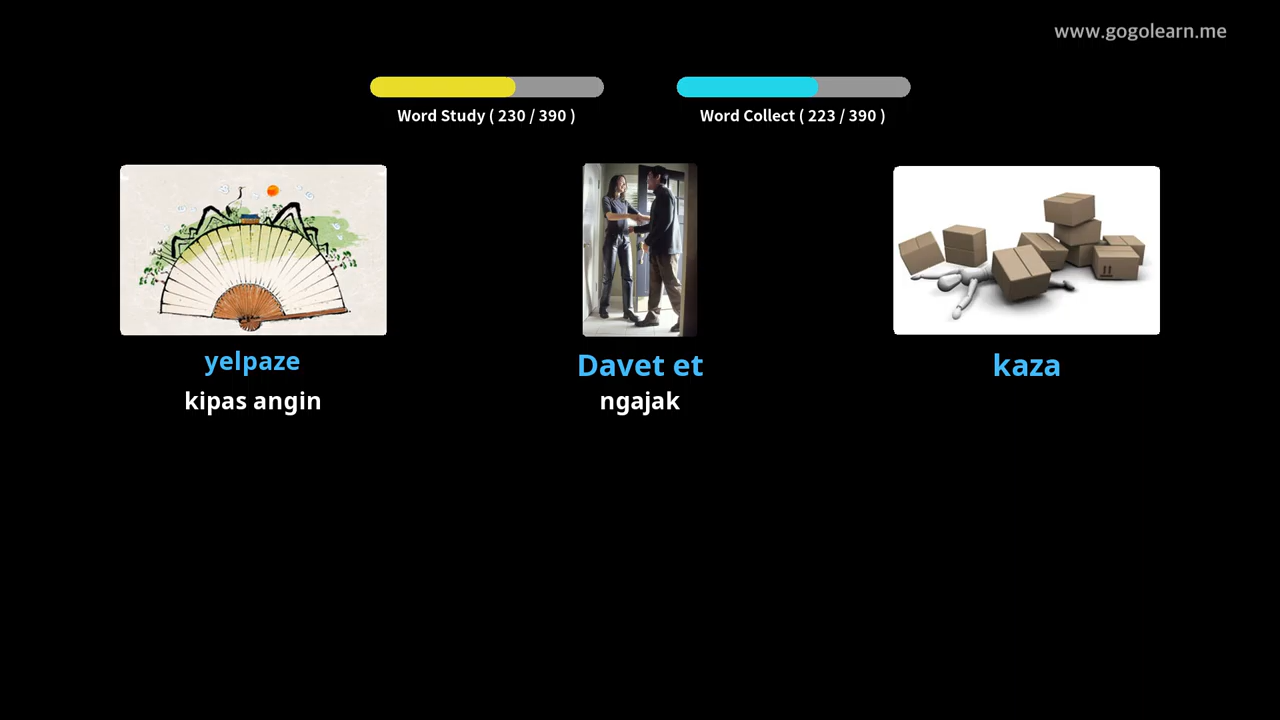 www.gogolearn.me
Word Study ( 230 / 390 )
Word Collect ( 223 / 390 )
yelpaze
kipas angin
Davet et
ngajak
kaza